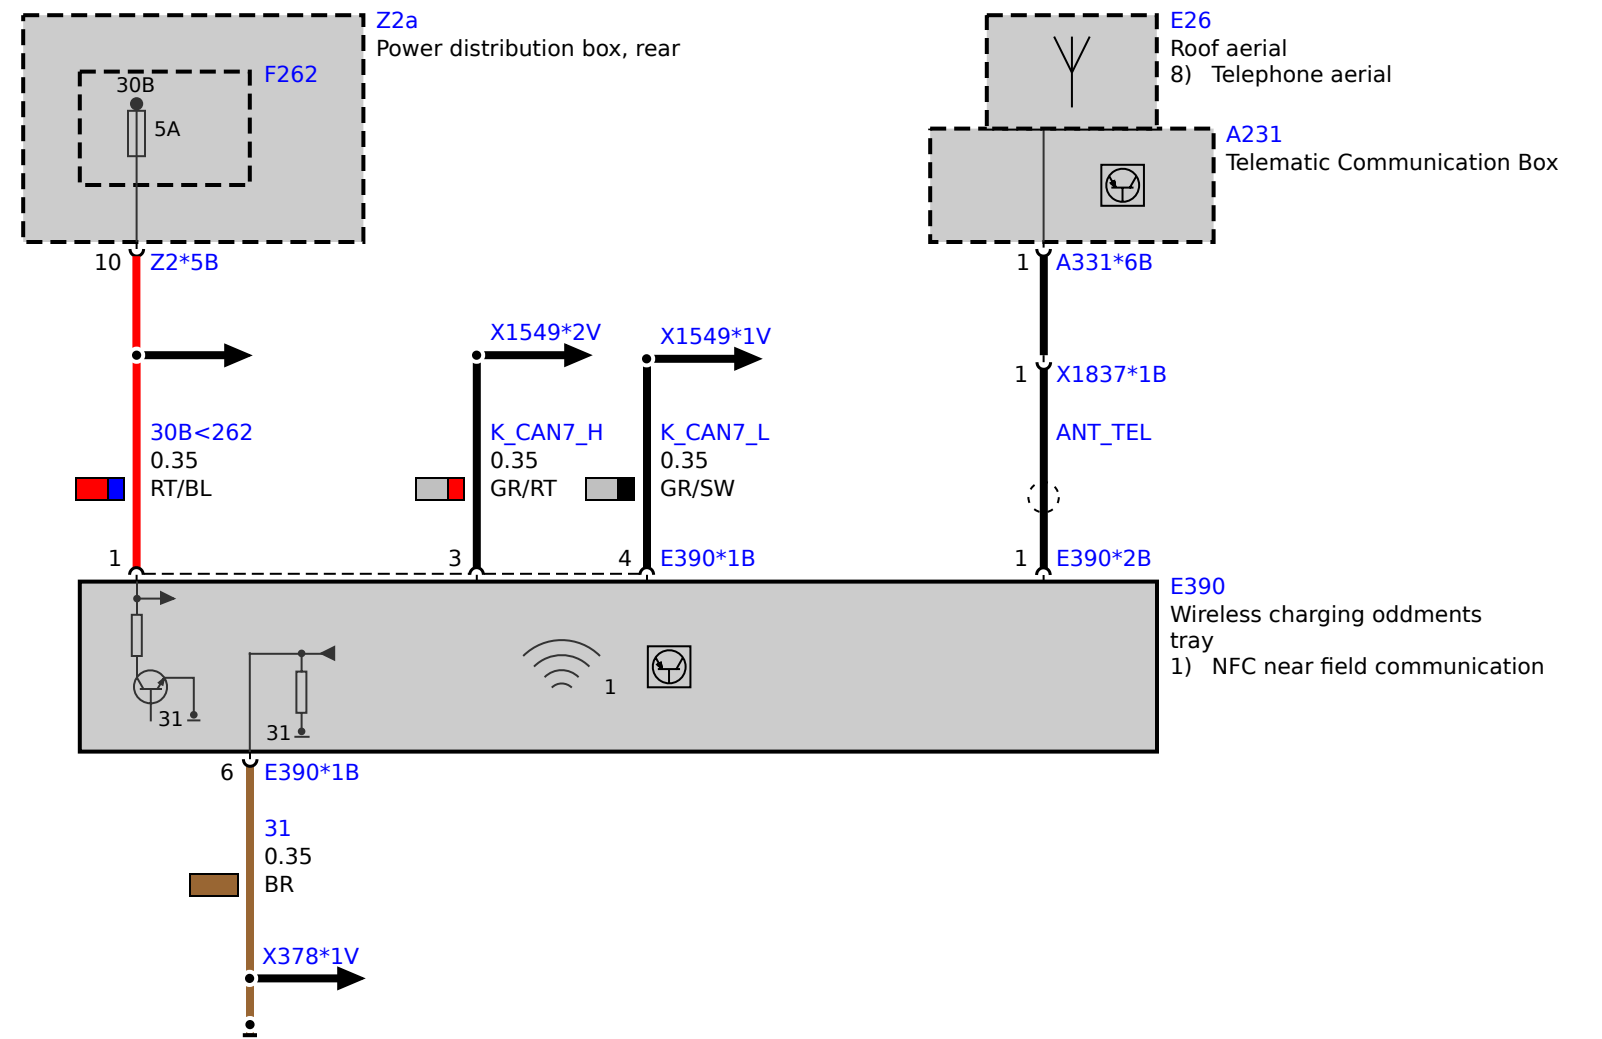 Z2a
Power distribution box, rear
F262
30B
5A
E26
Roof aerial
8) Telephone aerial
A231
Telematic Communication Box
10 Z2*5B
1 A331*6B
X1549*2V
X1549*1V
1 X1837*1B
30B<262
0.35
RT/BL
K_CAN7_H
0.35
GR/RT
K_CAN7_L
0.35
GR/SW
ANT_TEL
1
3
4 E390*1B
1 E390*2B
E390
Wireless charging oddments
tray
1) NFC near field communication
31
31
1
6 E390*1B
31
0.35
BR
X378*1V